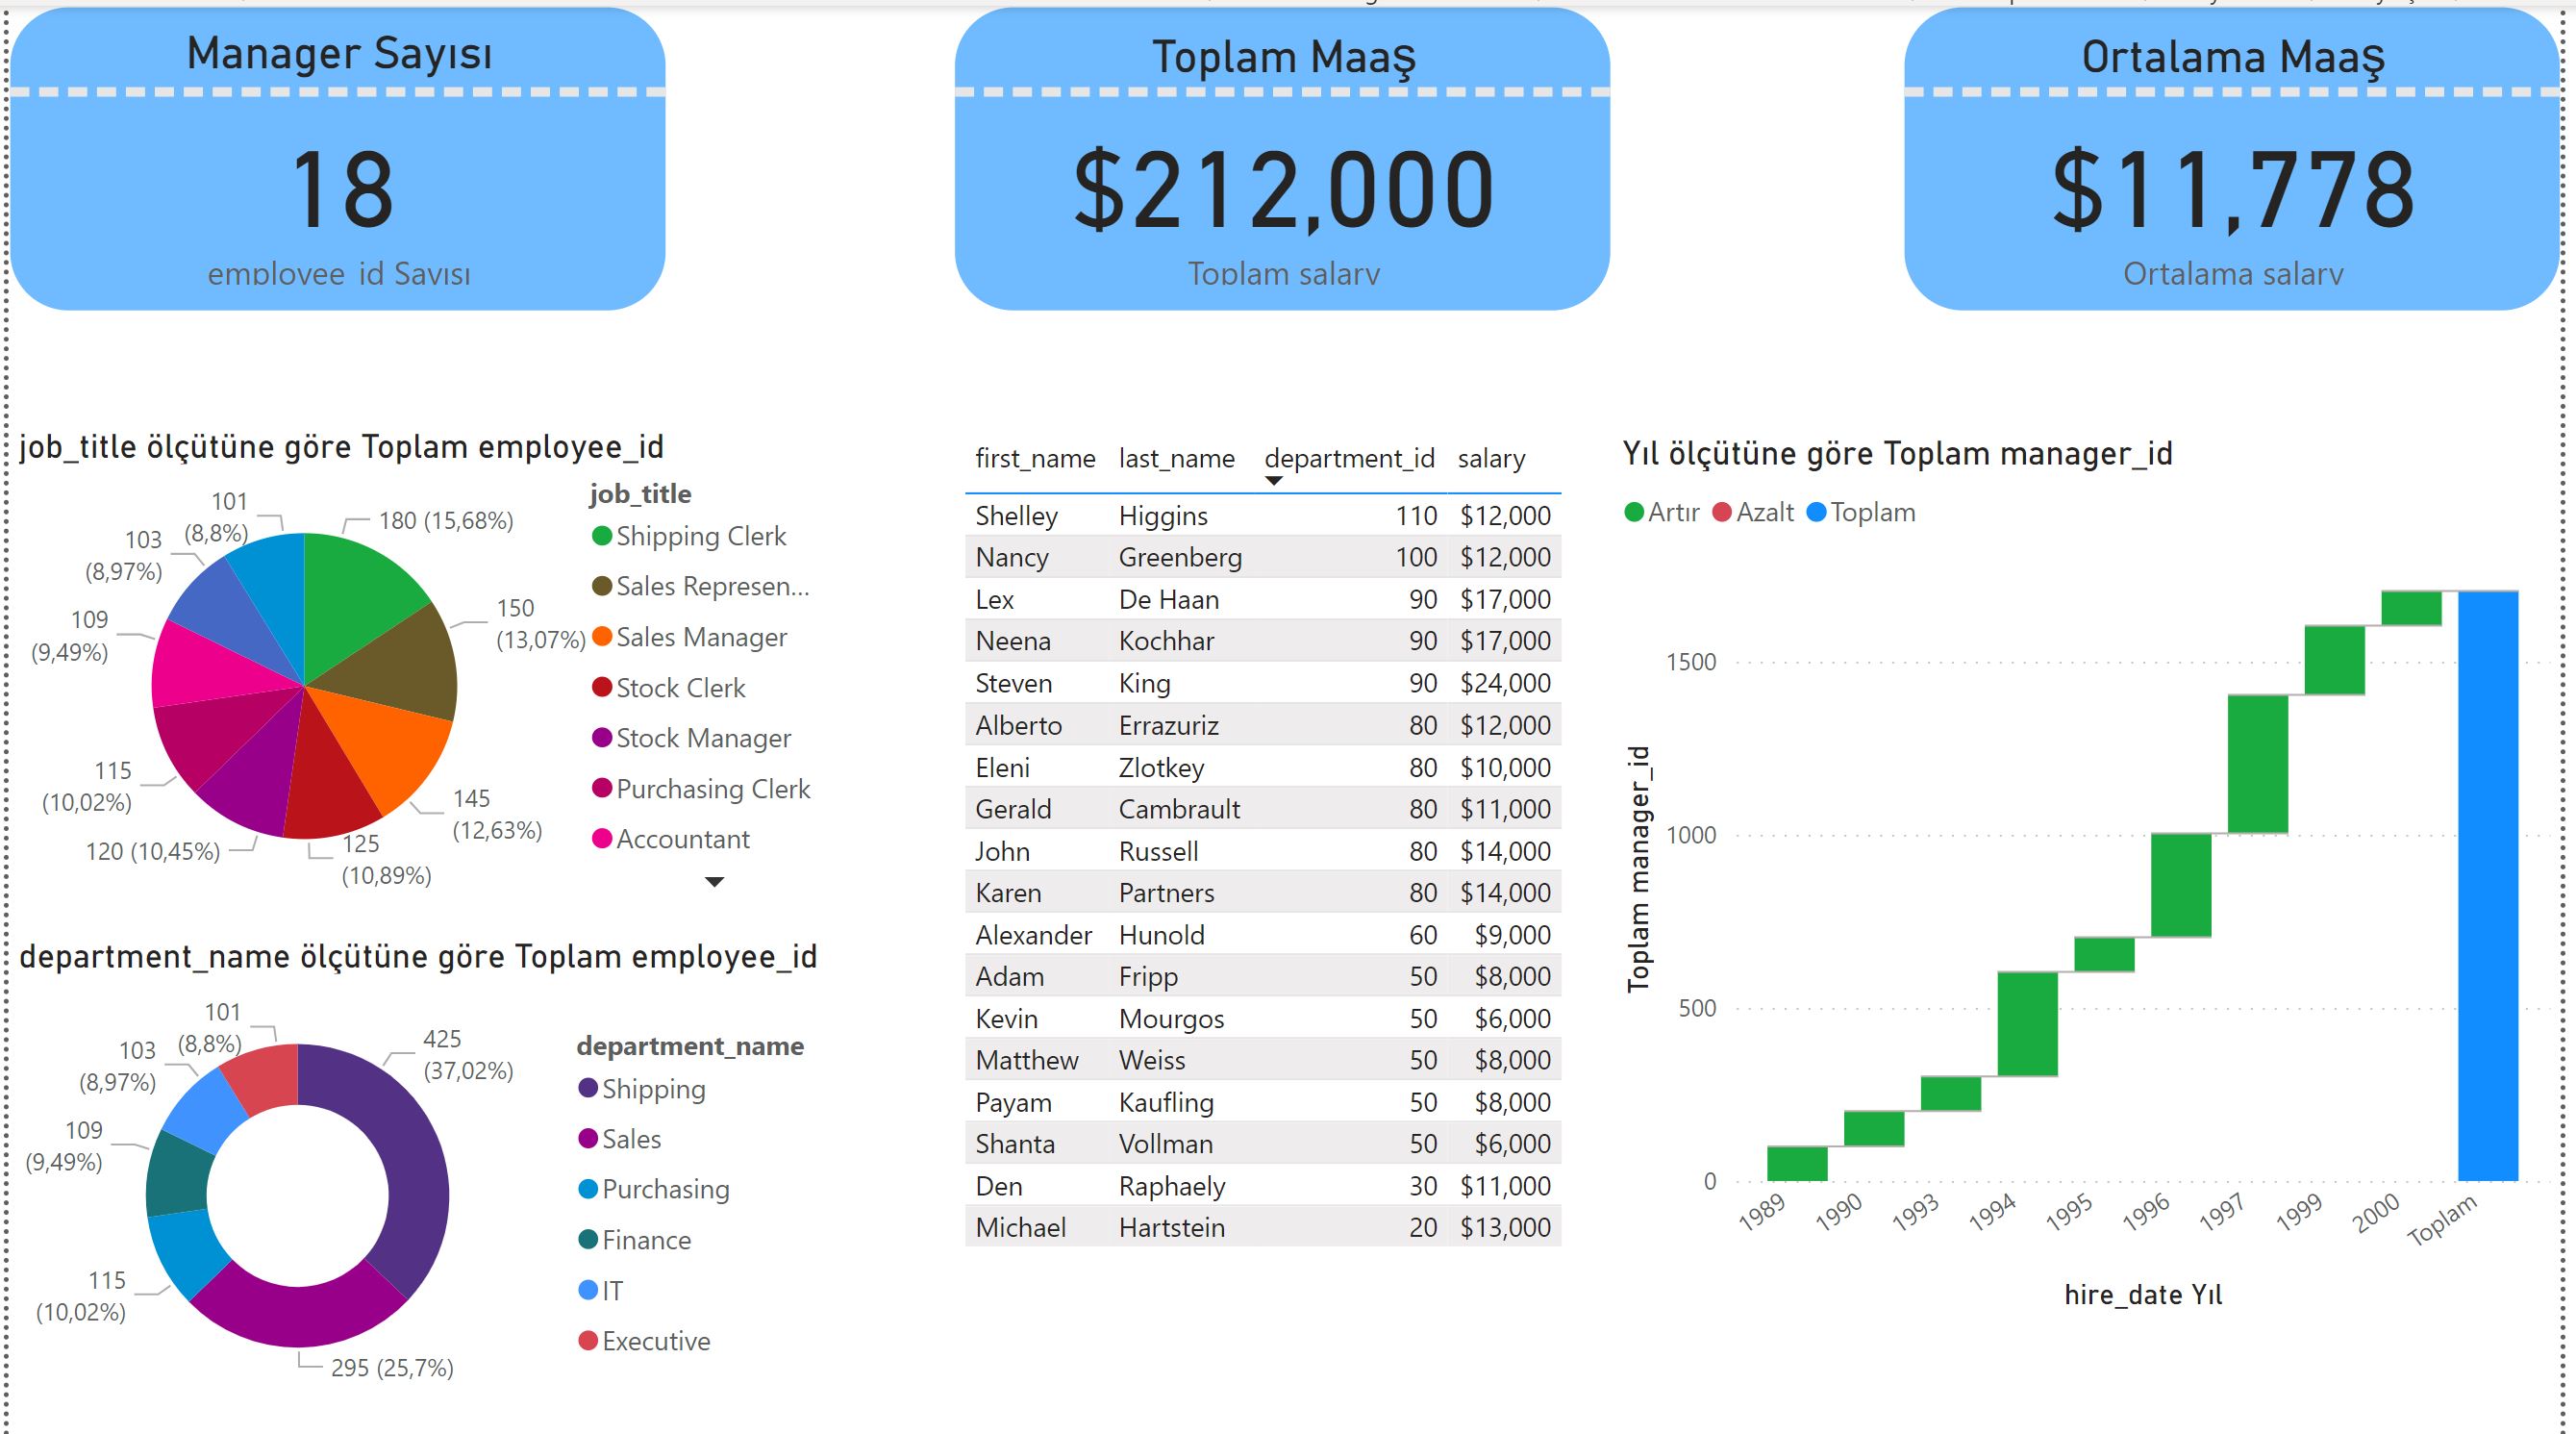 Manager Sayısı
18
employee_id Sayısı
Toplam Maaş
$212,000
Toplam salary
Ortalama Maaş
$11,778
Ortalama salary
job_title ölçütüne göre Toplam employee_id
180 (15,68%)
150
(13,07%)
145
(12,63%)
125
(10,89%)
120 (10,45%)
115
(10,02%)
109
(9,49%)
103
(8,97%)
101
(8,8%)
job_title
Shipping Clerk
Sales Represen...
Sales Manager
Stock Clerk
Stock Manager
Purchasing Clerk
Accountant
department_name ölçütüne göre Toplam employee_id
425
(37,02%)
295 (25,7%)
115
(10,02%)
109
(9,49%)
103
(8,97%)
101
(8,8%)
department_name
Shipping
Sales
Purchasing
Finance
IT
Executive
first_name last_name department_id salary
Shelley Higgins 110 $12,000
Nancy Greenberg 100 $12,000
Lex De Haan 90 $17,000
Neena Kochhar 90 $17,000
Steven King 90 $24,000
Alberto Errazuriz 80 $12,000
Eleni Zlotkey 80 $10,000
Gerald Cambrault 80 $11,000
John Russell 80 $14,000
Karen Partners 80 $14,000
Alexander Hunold 60 $9,000
Adam Fripp 50 $8,000
Kevin Mourgos 50 $6,000
Matthew Weiss 50 $8,000
Payam Kaufling 50 $8,000
Shanta Vollman 50 $6,000
Den Raphaely 30 $11,000
Michael Hartstein 20 $13,000
Yıl ölçütüne göre Toplam manager_id
Artır Azalt Toplam
Toplam manager_id
1500
1000
500
0
1989 1990 1993 1994 1995 1996 1997 1999 2000 Toplam
hire_date Yıl